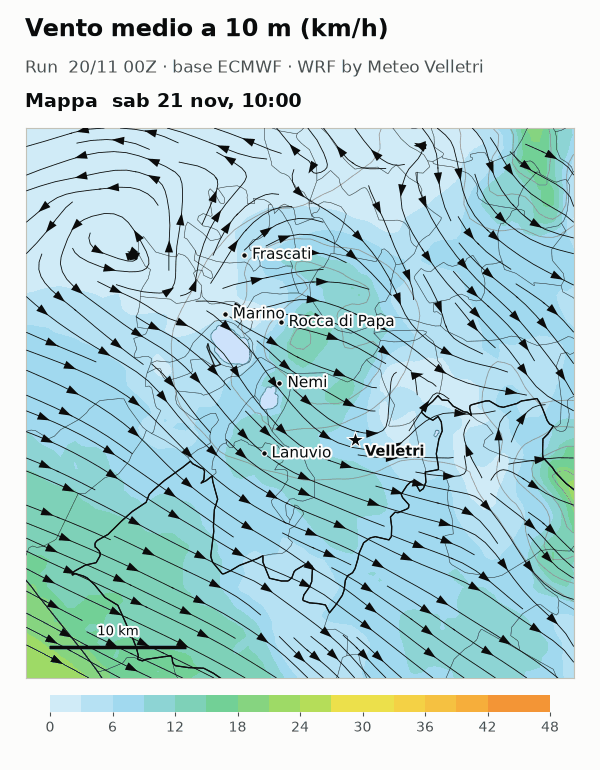 Vento medio a 10 m (km/h)
Run  20/11 00Z · base ECMWF · WRF by Meteo Velletri
Mappa  sab 21 nov, 10:00
Frascati
Marino
Rocca di Papa
Nemi
Velletri
Lanuvio
10 km
0 6 12 18 24 30 36 42 48